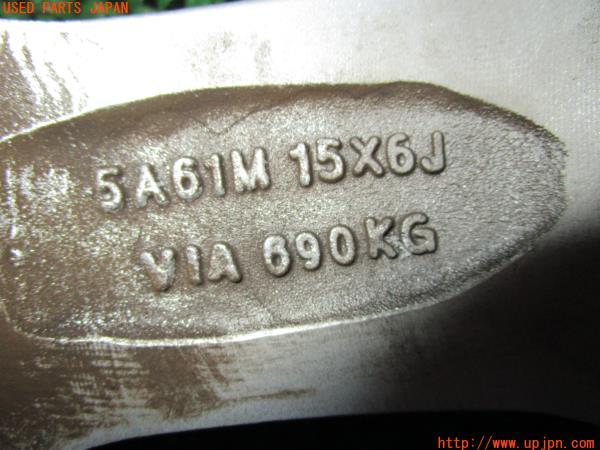 USED PARTS JAPAN
5A61M 15X6J
VIA 690KG
http://www.upjpn.com/